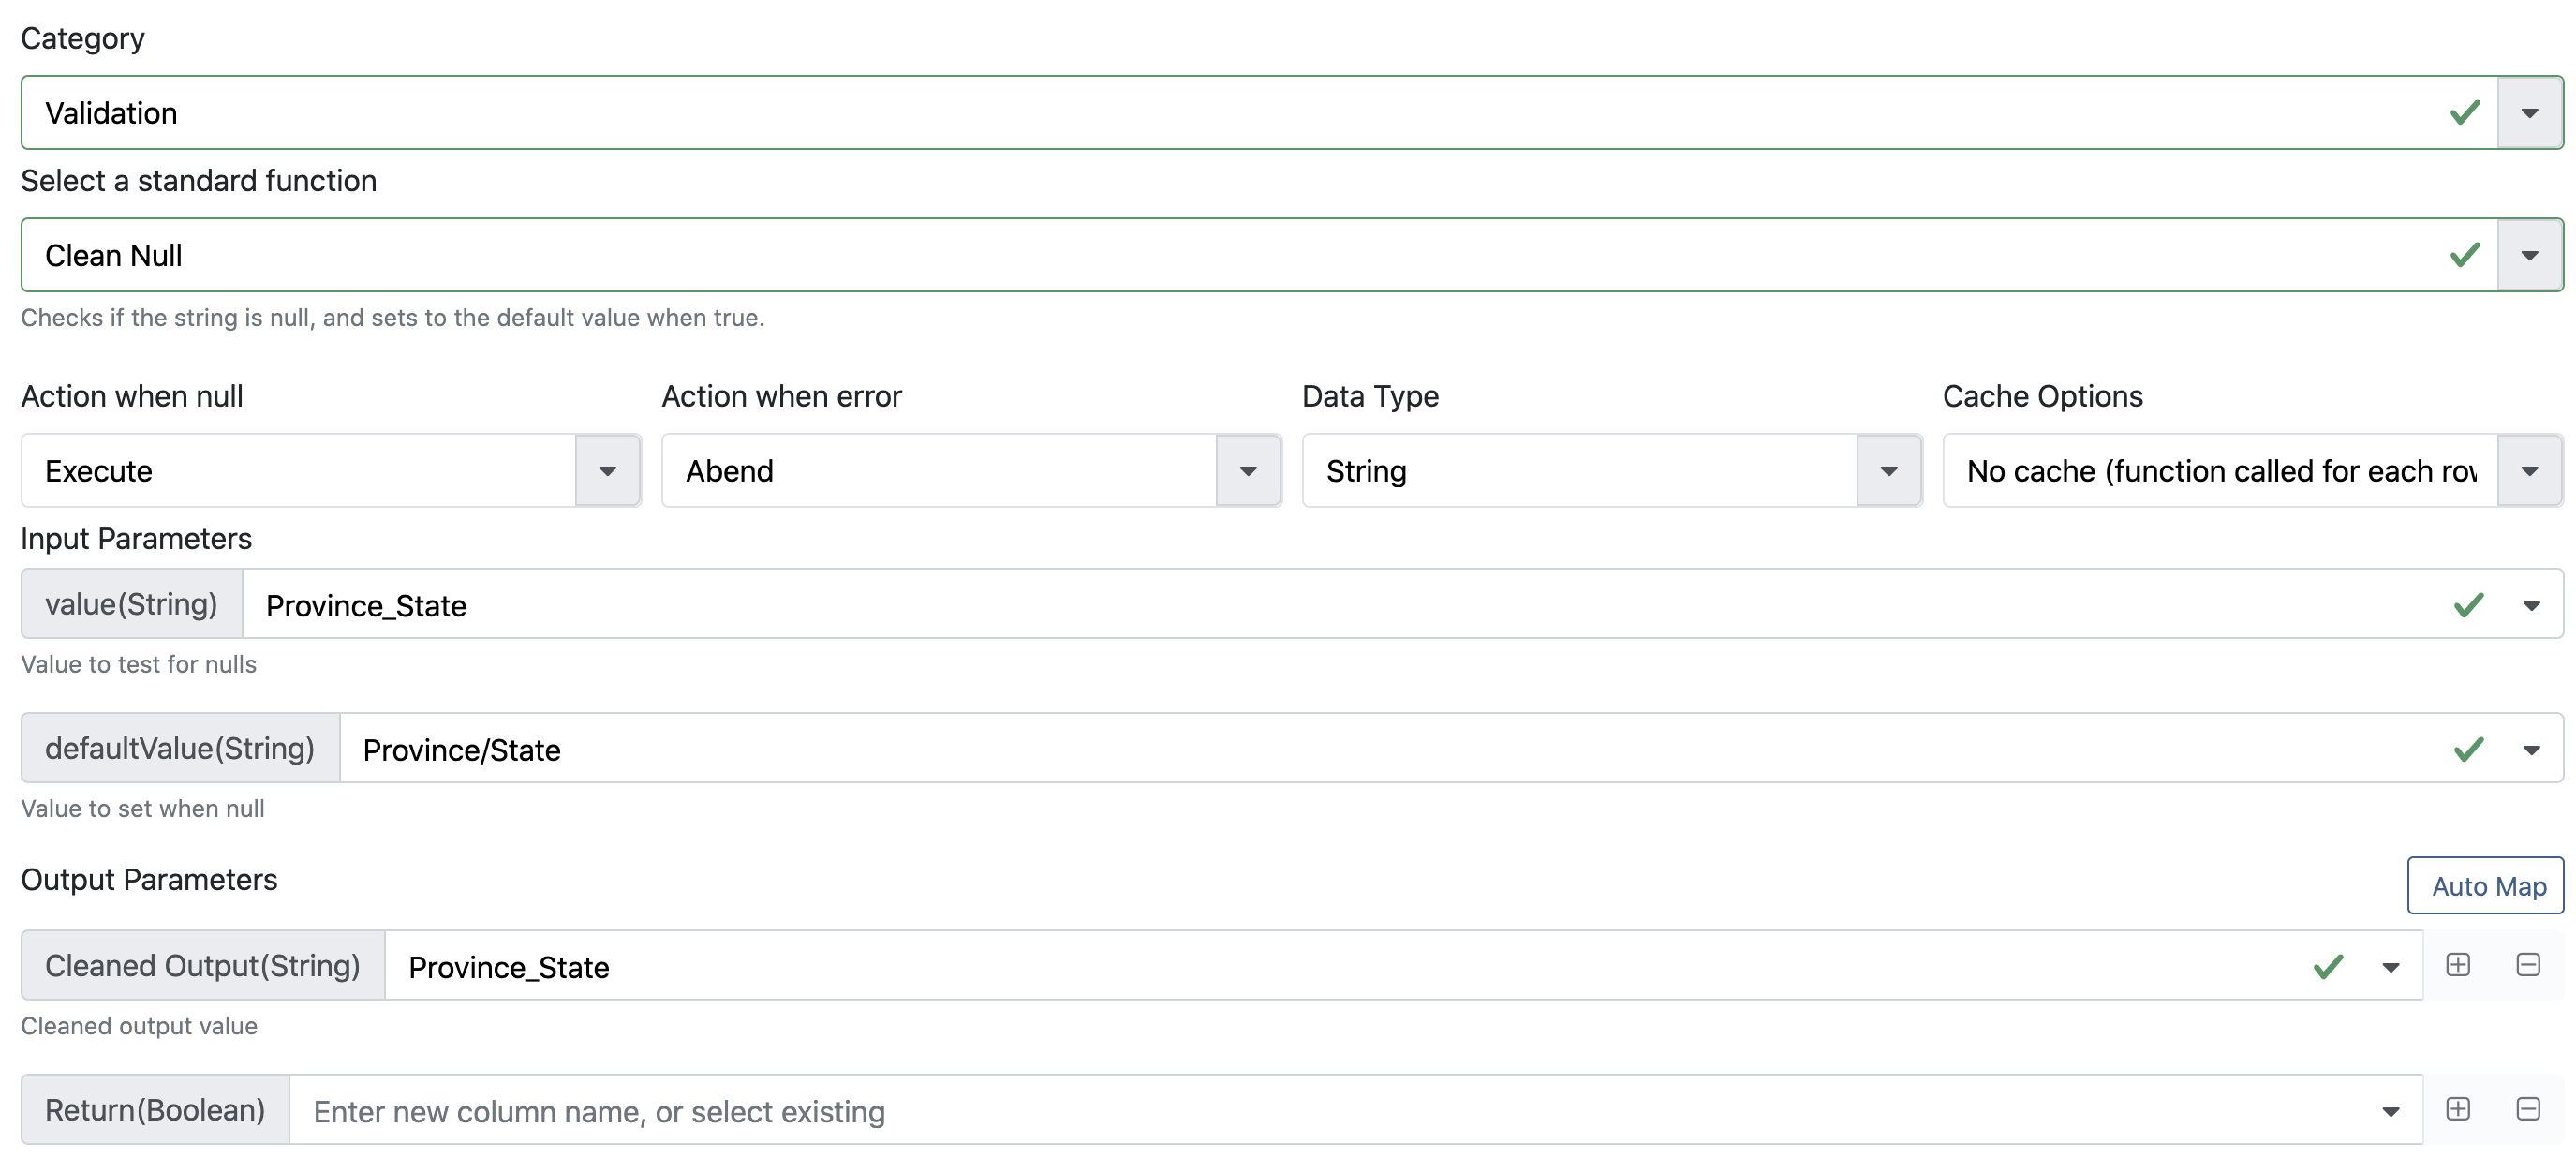 Category
Validation
Select a standard function
Clean Null
Checks if the string is null, and sets to the default value when true.
Action when null Action when error Data Type Cache Options
Execute Abend String No cache (function called for each rov
Input Parameters
value(String) Province_State
Value to test for nulls
defaultValue(String) Province/State
Value to set when null
Output Parameters Auto Map
Cleaned Output(String) Province_State
Cleaned output value
Return(Boolean) Enter new column name, or select existing